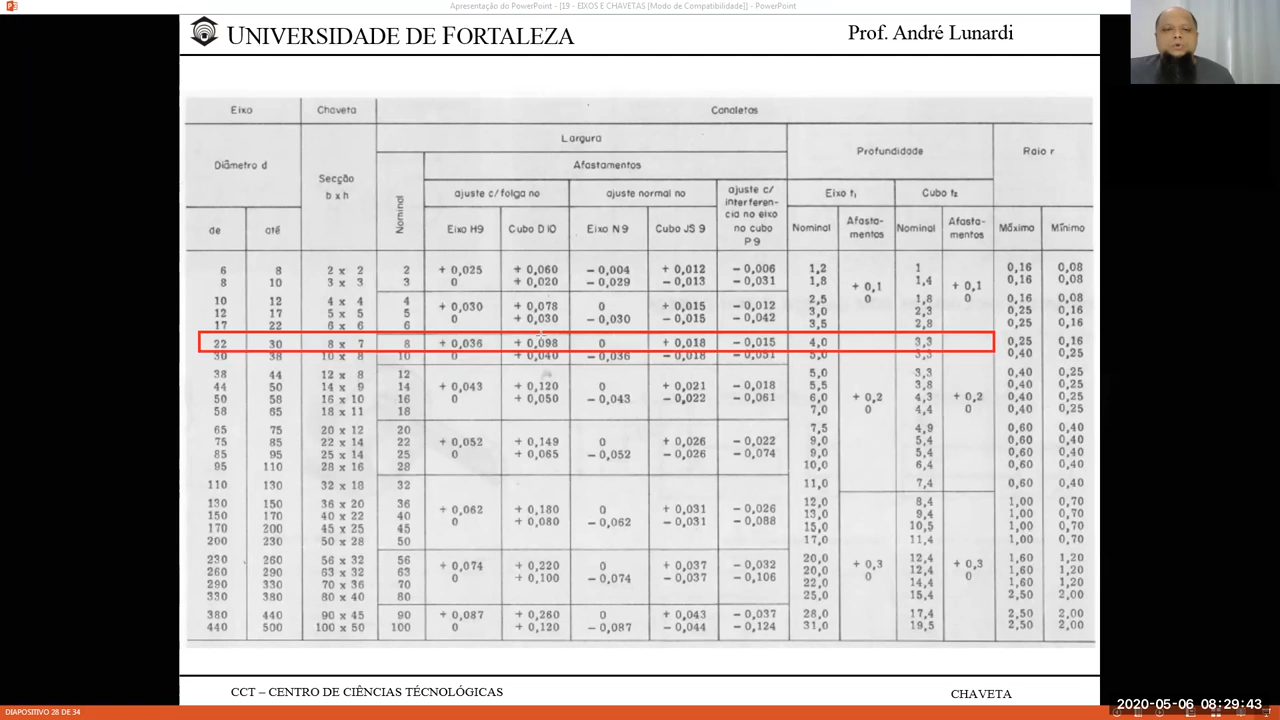 Apresentação do PowerPoint - [19 - EIXOS E CHAVETAS [Modo de Compatibilidade]] - PowerPoint
UNIVERSIDADE DE FORTALEZA
Prof. André Lunardi
Eixo Chaveta Canaletas
Largura
Profundidade Raio r
Diâmetro d Afastamentos
Secção
b x h
Nominal
ajuste c/folga no ajuste normal no ajuste c/ interferen- cia no eixo no cubo P9 Eixo t₁ Cubo t₂
de até Eixo H9 Cubo D10 Eixo N9 Cubo JS 9 Nominal Afasta- mentos Nominal Afasta- mentos Máximo Mínimo
6 8 2 x 2 2 + 0,025 + 0,060 − 0,004 + 0,012 − 0,006 1,2 + 0,1 1 + 0,1 0,16 0,08
8 10 3 x 3 3 0 + 0,020 − 0,029 − 0,013 − 0,031 1,8 0 1,4 0 0,16 0,08
10 12 4 x 4 4 + 0,030 + 0,078 0 + 0,015 − 0,012 2,5 1,8 0,16 0,08
12 17 5 x 5 5 0 + 0,030 − 0,030 − 0,015 − 0,042 3,0 2,3 0,25 0,16
17 22 6 x 6 6 3,5 2,8 0,25 0,16
22 30 8 x 7 8 + 0,036 + 0,098 0 + 0,018 − 0,015 4,0 3,3 0,25 0,16
30 38 10 x 8 10 0 + 0,040 − 0,036 − 0,018 − 0,051 5,0 3,3 0,40 0,25
38 44 12 x 8 12 5,0 3,3 0,40 0,25
44 50 14 x 9 14 + 0,043 + 0,120 0 + 0,021 − 0,018 5,5 3,8 0,40 0,25
50 58 16 x 10 16 0 + 0,050 − 0,043 − 0,022 − 0,061 6,0 + 0,2 4,3 + 0,2 0,40 0,25
58 65 18 x 11 18 7,0 0 4,4 0 0,40 0,25
65 75 20 x 12 20 7,5 4,9 0,60 0,40
75 85 22 x 14 22 + 0,052 + 0,149 0 + 0,026 − 0,022 9,0 5,4 0,60 0,40
85 95 25 x 14 25 0 + 0,065 − 0,052 − 0,026 − 0,074 9,0 5,4 0,60 0,40
95 110 28 x 16 28 10,0 6,4 0,60 0,40
110 130 32 x 18 32 11,0 7,4 0,60 0,40
130 150 36 x 20 36 + 0,062 + 0,180 0 + 0,031 − 0,026 12,0 8,4 1,00 0,70
150 170 40 x 22 40 0 + 0,080 − 0,062 − 0,031 − 0,088 13,0 9,4 1,00 0,70
170 200 45 x 25 45 15,0 10,5 1,00 0,70
200 230 50 x 28 50 17,0 11,4 1,00 0,70
230 260 56 x 32 56 + 0,074 + 0,220 0 + 0,037 − 0,032 20,0 + 0,3 12,4 + 0,3 1,60 1,20
260 290 63 x 32 63 0 + 0,100 − 0,074 − 0,037 − 0,106 20,0 0 12,4 0 1,60 1,20
290 330 70 x 36 70 22,0 14,4 1,60 1,20
330 380 80 x 40 80 25,0 15,4 2,50 2,00
380 440 90 x 45 90 + 0,087 + 0,260 0 + 0,043 − 0,037 28,0 17,4 2,50 2,00
440 500 100 x 50 100 0 + 0,120 − 0,087 − 0,044 − 0,124 31,0 19,5 2,50 2,00
CCT – CENTRO DE CIÊNCIAS TÉCNOLÓGICAS
CHAVETA
DIAPOSITIVO 28 DE 34
2020-05-06 08:29:43